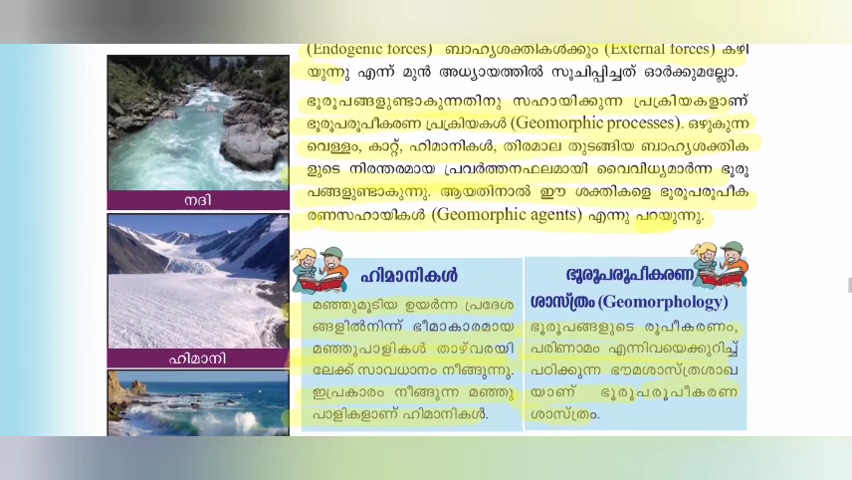 (Endogenic forces) ബാഹ്യശക്തികൾക്കും (External forces) കഴി
യുന്നു എന്ന് മുൻ അധ്യായത്തിൽ സൂചിപ്പിച്ചത് ഓർക്കുമല്ലോ.
ഭൂരൂപങ്ങളുണ്ടാകുന്നതിനു സഹായിക്കുന്ന പ്രക്രിയകളാണ്
ഭൂരൂപരൂപീകരണ പ്രക്രിയകൾ (Geomorphic processes). ഒഴുകുന്ന
വെള്ളം, കാറ്റ്, ഹിമാനികൾ, തിരമാല തുടങ്ങിയ ബാഹ്യശക്തിക
ളുടെ നിരന്തരമായ പ്രവർത്തനഫലമായി വൈവിധ്യമാർന്ന ഭൂരൂ
പങ്ങളുണ്ടാകുന്നു. ആയതിനാൽ ഈ ശക്തികളെ ഭൂരൂപരൂപീക
രണസഹായികൾ (Geomorphic agents) എന്നു പറയുന്നു.
നദി
ഹിമാനി
ഹിമാനികൾ
മഞ്ഞുമൂടിയ ഉയർന്ന പ്രദേശ
ങ്ങളിൽനിന്ന് ഭീമാകാരമായ
മഞ്ഞുപാളികൾ താഴ്‌വരയി
ലേക്ക് സാവധാനം നീങ്ങുന്നു.
ഇപ്രകാരം നീങ്ങുന്ന മഞ്ഞു
പാളികളാണ് ഹിമാനികൾ.
ഭൂരൂപരൂപീകരണ
ശാസ്ത്രം (Geomorphology)
ഭൂരൂപങ്ങളുടെ രൂപീകരണം,
പരിണാമം എന്നിവയെക്കുറിച്ച്
പഠിക്കുന്ന ഭൗമശാസ്ത്രശാഖ
യാണ് ഭൂരൂപരൂപീകരണ
ശാസ്ത്രം.